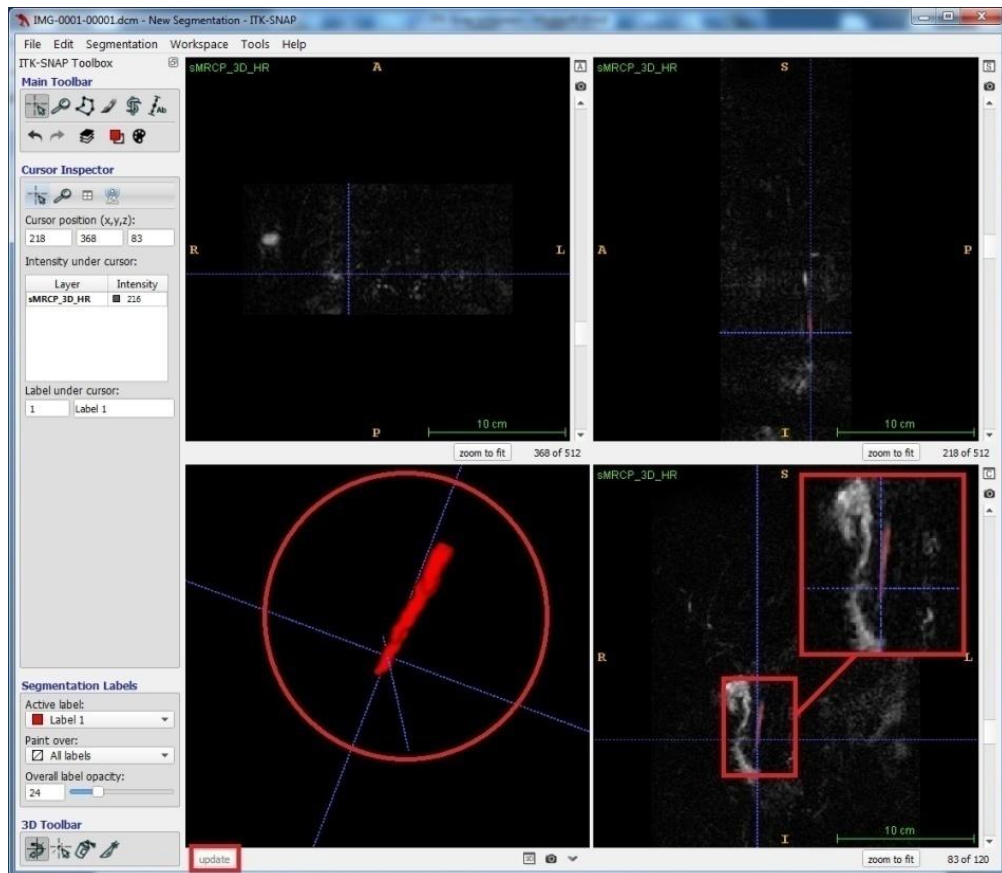 IMG-0001-00001.dcm - New Segmentation - ITK-SNAP
File Edit Segmentation Workspace Tools Help
ITK-SNAP Toolbox
Main Toolbar
Cursor Inspector
Cursor position (x,y,z):
218 368 83
Intensity under cursor:
Layer Intensity
sMRCP_3D_HR 216
Label under cursor:
1 Label 1
Segmentation Labels
Active label:
Label 1
Paint over:
All labels
Overall label opacity:
24
3D Toolbar
sMRCP_3D_HR
A
A
R
L
P
10 cm
zoom to fit 368 of 512
sMRCP_3D_HR
S
S
A
P
I
10 cm
zoom to fit 218 of 512
update
3D
sMRCP_3D_HR
S
C
R
L
I
10 cm
zoom to fit 83 of 120